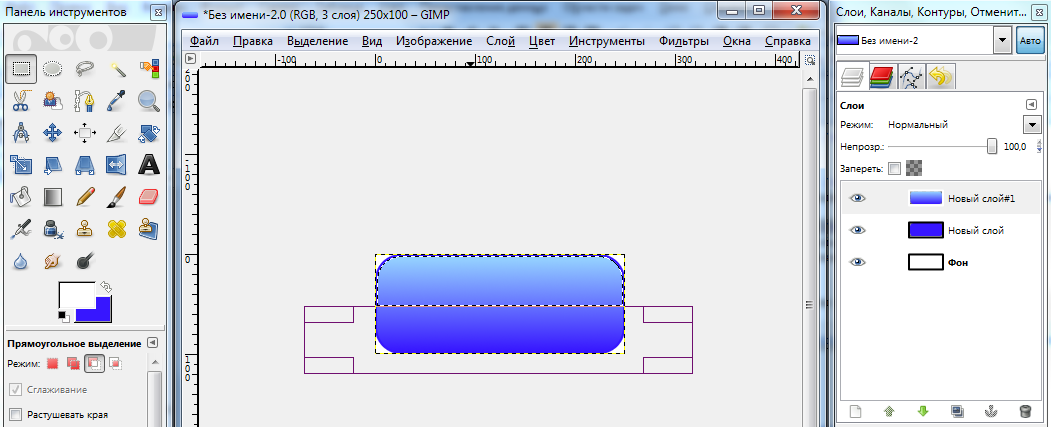 Панель инструментов
Прямоугольное выделение
Режим:
Сглаживание
Растушевать края
*Без имени-2.0 (RGB, 3 слоя) 250x100 – GIMP
Файл Правка Выделение Вид Изображение Слой Цвет Инструменты Фильтры Окна Справка
-100 0 100 200 300 400
100
0
100
Слои, Каналы, Контуры, Отменит...
Без имени-2 Авто
Слои
Режим: Нормальный
Непрозр.: 100,0
Запереть:
Новый слой#1
Новый слой
Фон